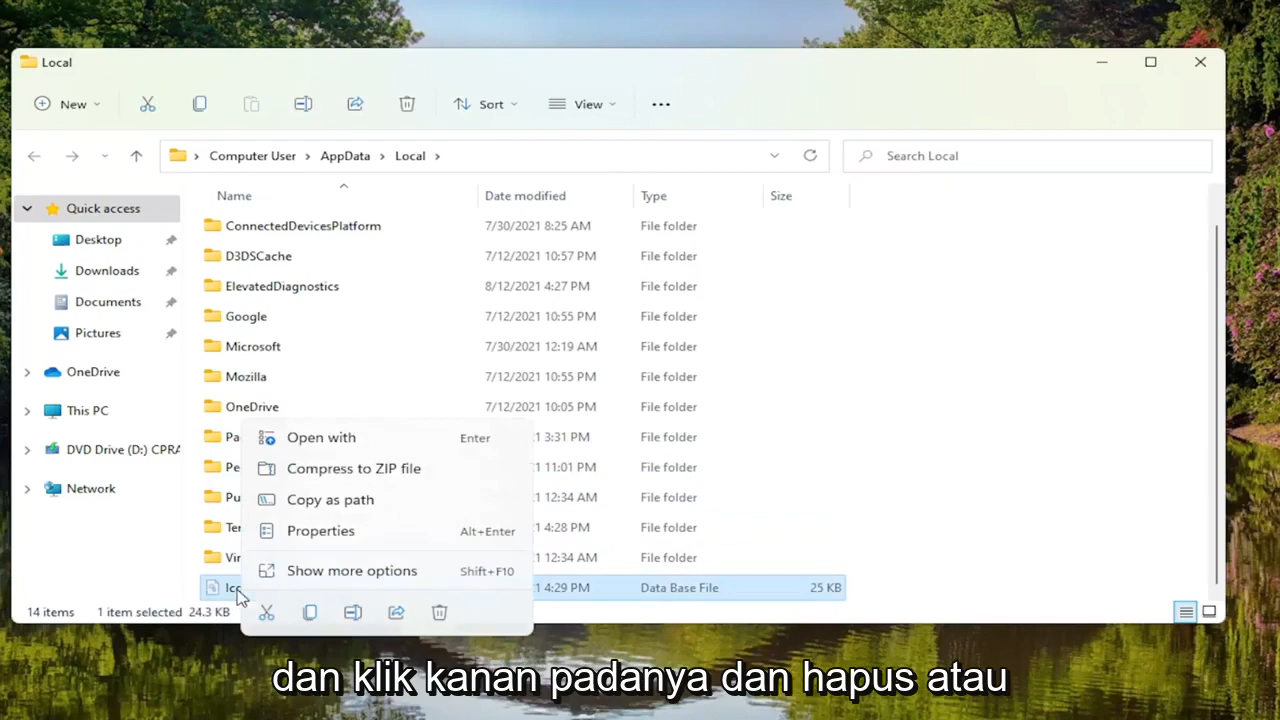 Local
New
Sort
View
Computer User
AppData
Local
Search Local
Name
Date modified
Type
Size
Quick access
Desktop
Downloads
Documents
Pictures
OneDrive
This PC
DVD Drive (D:) CPRA
Network
ConnectedDevicesPlatform 7/30/2021 8:25 AM File folder
D3DSCache 7/12/2021 10:57 PM File folder
ElevatedDiagnostics 8/12/2021 4:27 PM File folder
Google 7/12/2021 10:55 PM File folder
Microsoft 7/30/2021 12:19 AM File folder
Mozilla 7/12/2021 10:55 PM File folder
OneDrive 7/12/2021 10:05 PM File folder
Pa 1 3:31 PM File folder
Pe 1 11:01 PM File folder
Pu 1 12:34 AM File folder
Ter 1 4:28 PM File folder
Vir 1 12:34 AM File folder
Ico 1 4:29 PM Data Base File 25 KB
Open with Enter
Compress to ZIP file
Copy as path
Properties Alt+Enter
Show more options Shift+F10
14 items 1 item selected 24.3 KB
dan klik kanan padanya dan hapus atau